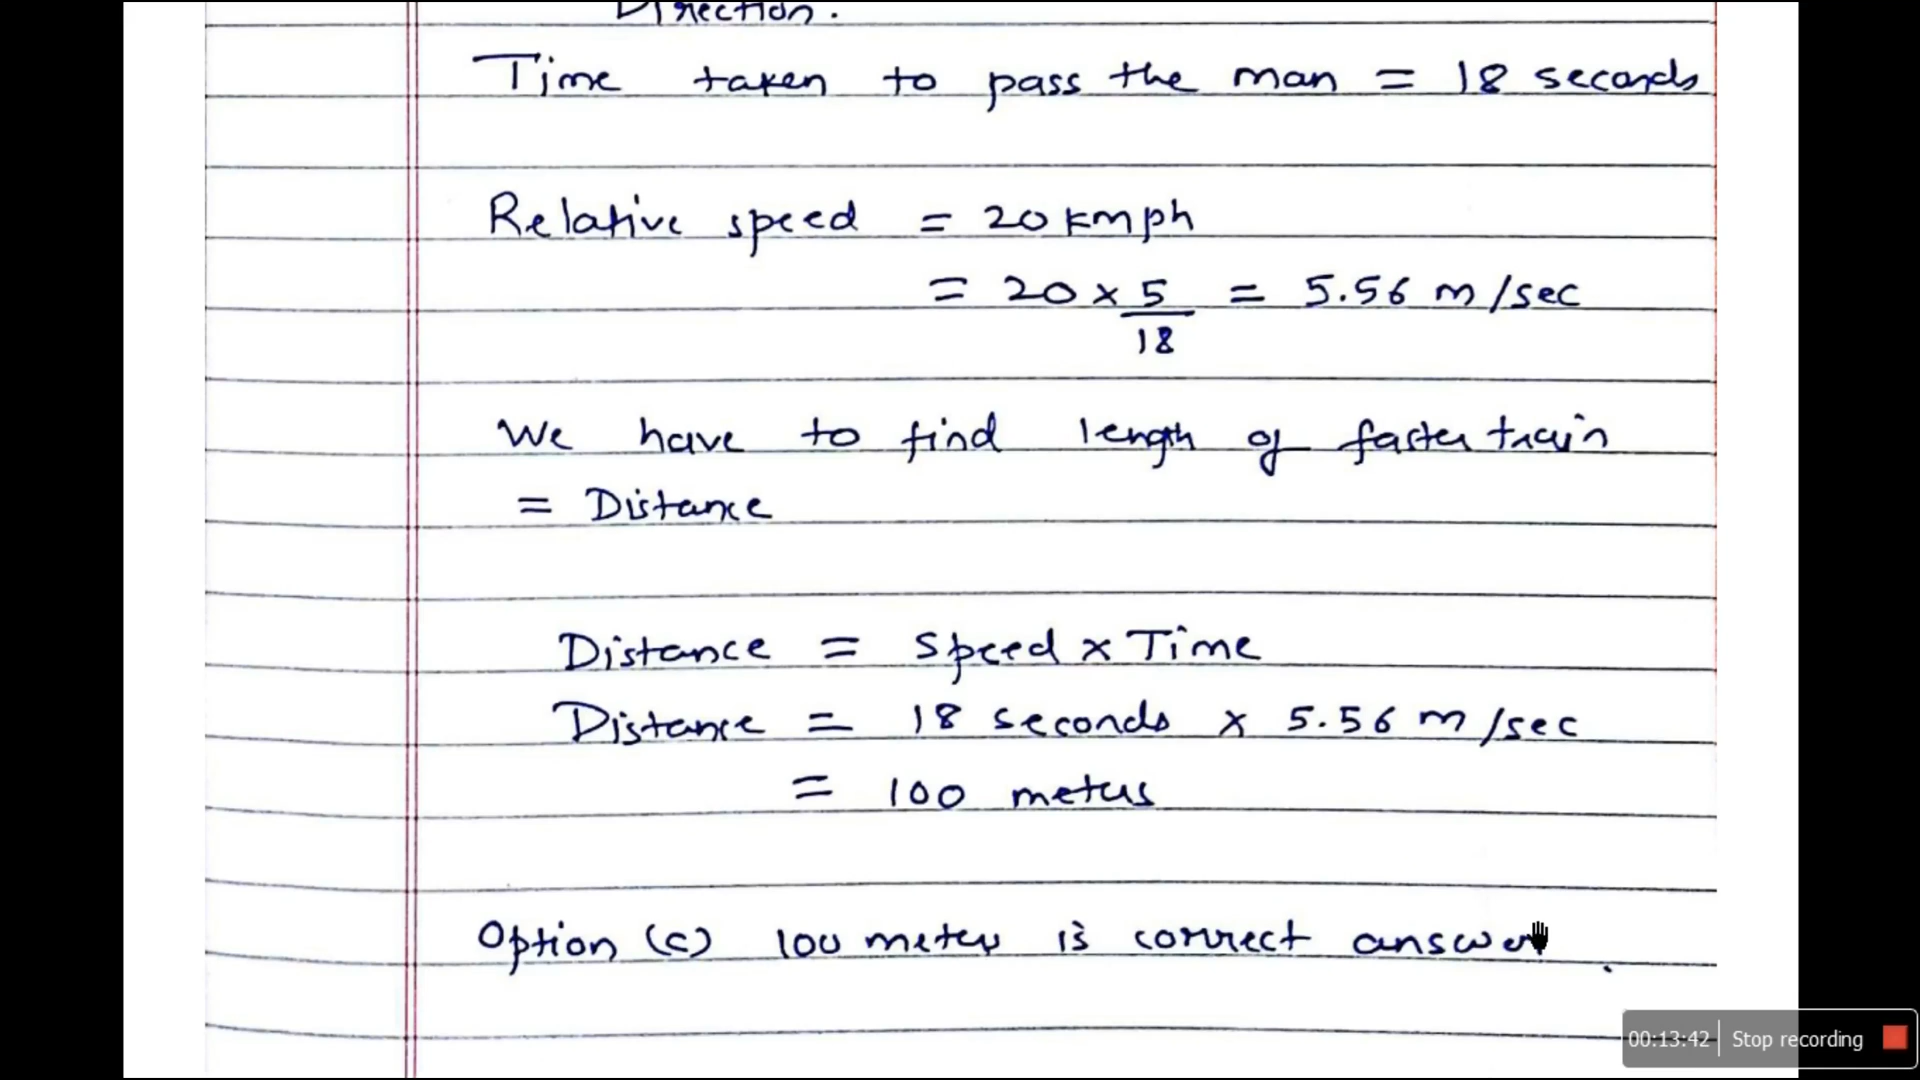 Direction.
Time taken to pass the man = 18 seconds
Relative speed = 20 kmph
= 20 x 5/18 = 5.56 m/sec
We have to find length of faster train
= Distance
Distance = Speed x Time
Distance = 18 seconds x 5.56 m/sec
= 100 meters
Option (c) 100 meters is correct answer.
00:13:42 Stop recording